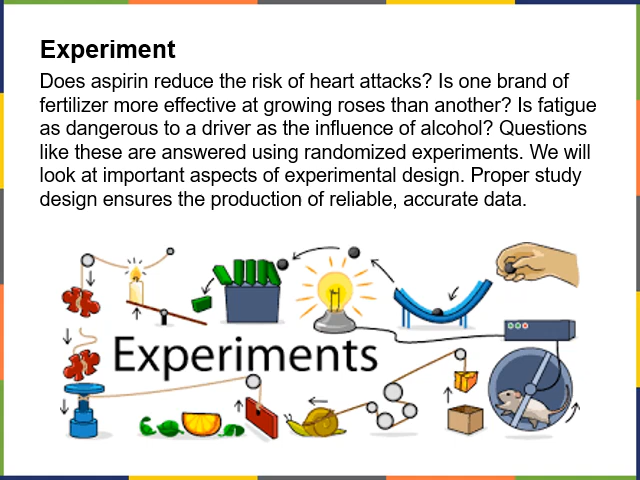 Experiment
Does aspirin reduce the risk of heart attacks? Is one brand of
fertilizer more effective at growing roses than another? Is fatigue
as dangerous to a driver as the influence of alcohol? Questions
like these are answered using randomized experiments. We will
look at important aspects of experimental design. Proper study
design ensures the production of reliable, accurate data.
Experiments